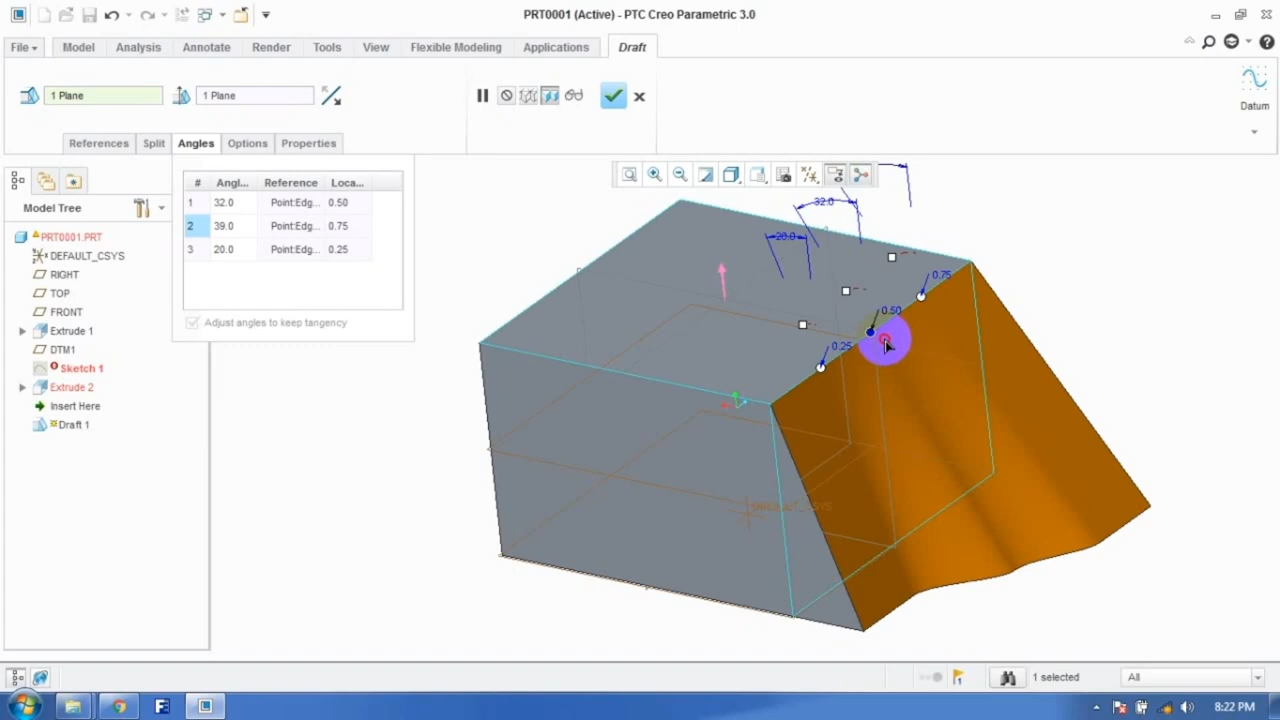 PRT0001 (Active) - PTC Creo Parametric 3.0
File Model Analysis Annotate Render Tools View Flexible Modeling Applications Draft
1 Plane 1 Plane
Datum
References Split Angles Options Properties
# Angl... Reference Loca...
1 32.0 Point:Edg... 0.50
2 39.0 Point:Edg... 0.75
3 20.0 Point:Edg... 0.25
Adjust angles to keep tangency
Model Tree
PRT0001.PRT
DEFAULT_CSYS
RIGHT
TOP
FRONT
Extrude 1
DTM1
Sketch 1
Extrude 2
Insert Here
Draft 1
32.0
20.0
0.75
0.50
0.25
DEFAULT_CSYS
1 selected All
8:22 PM